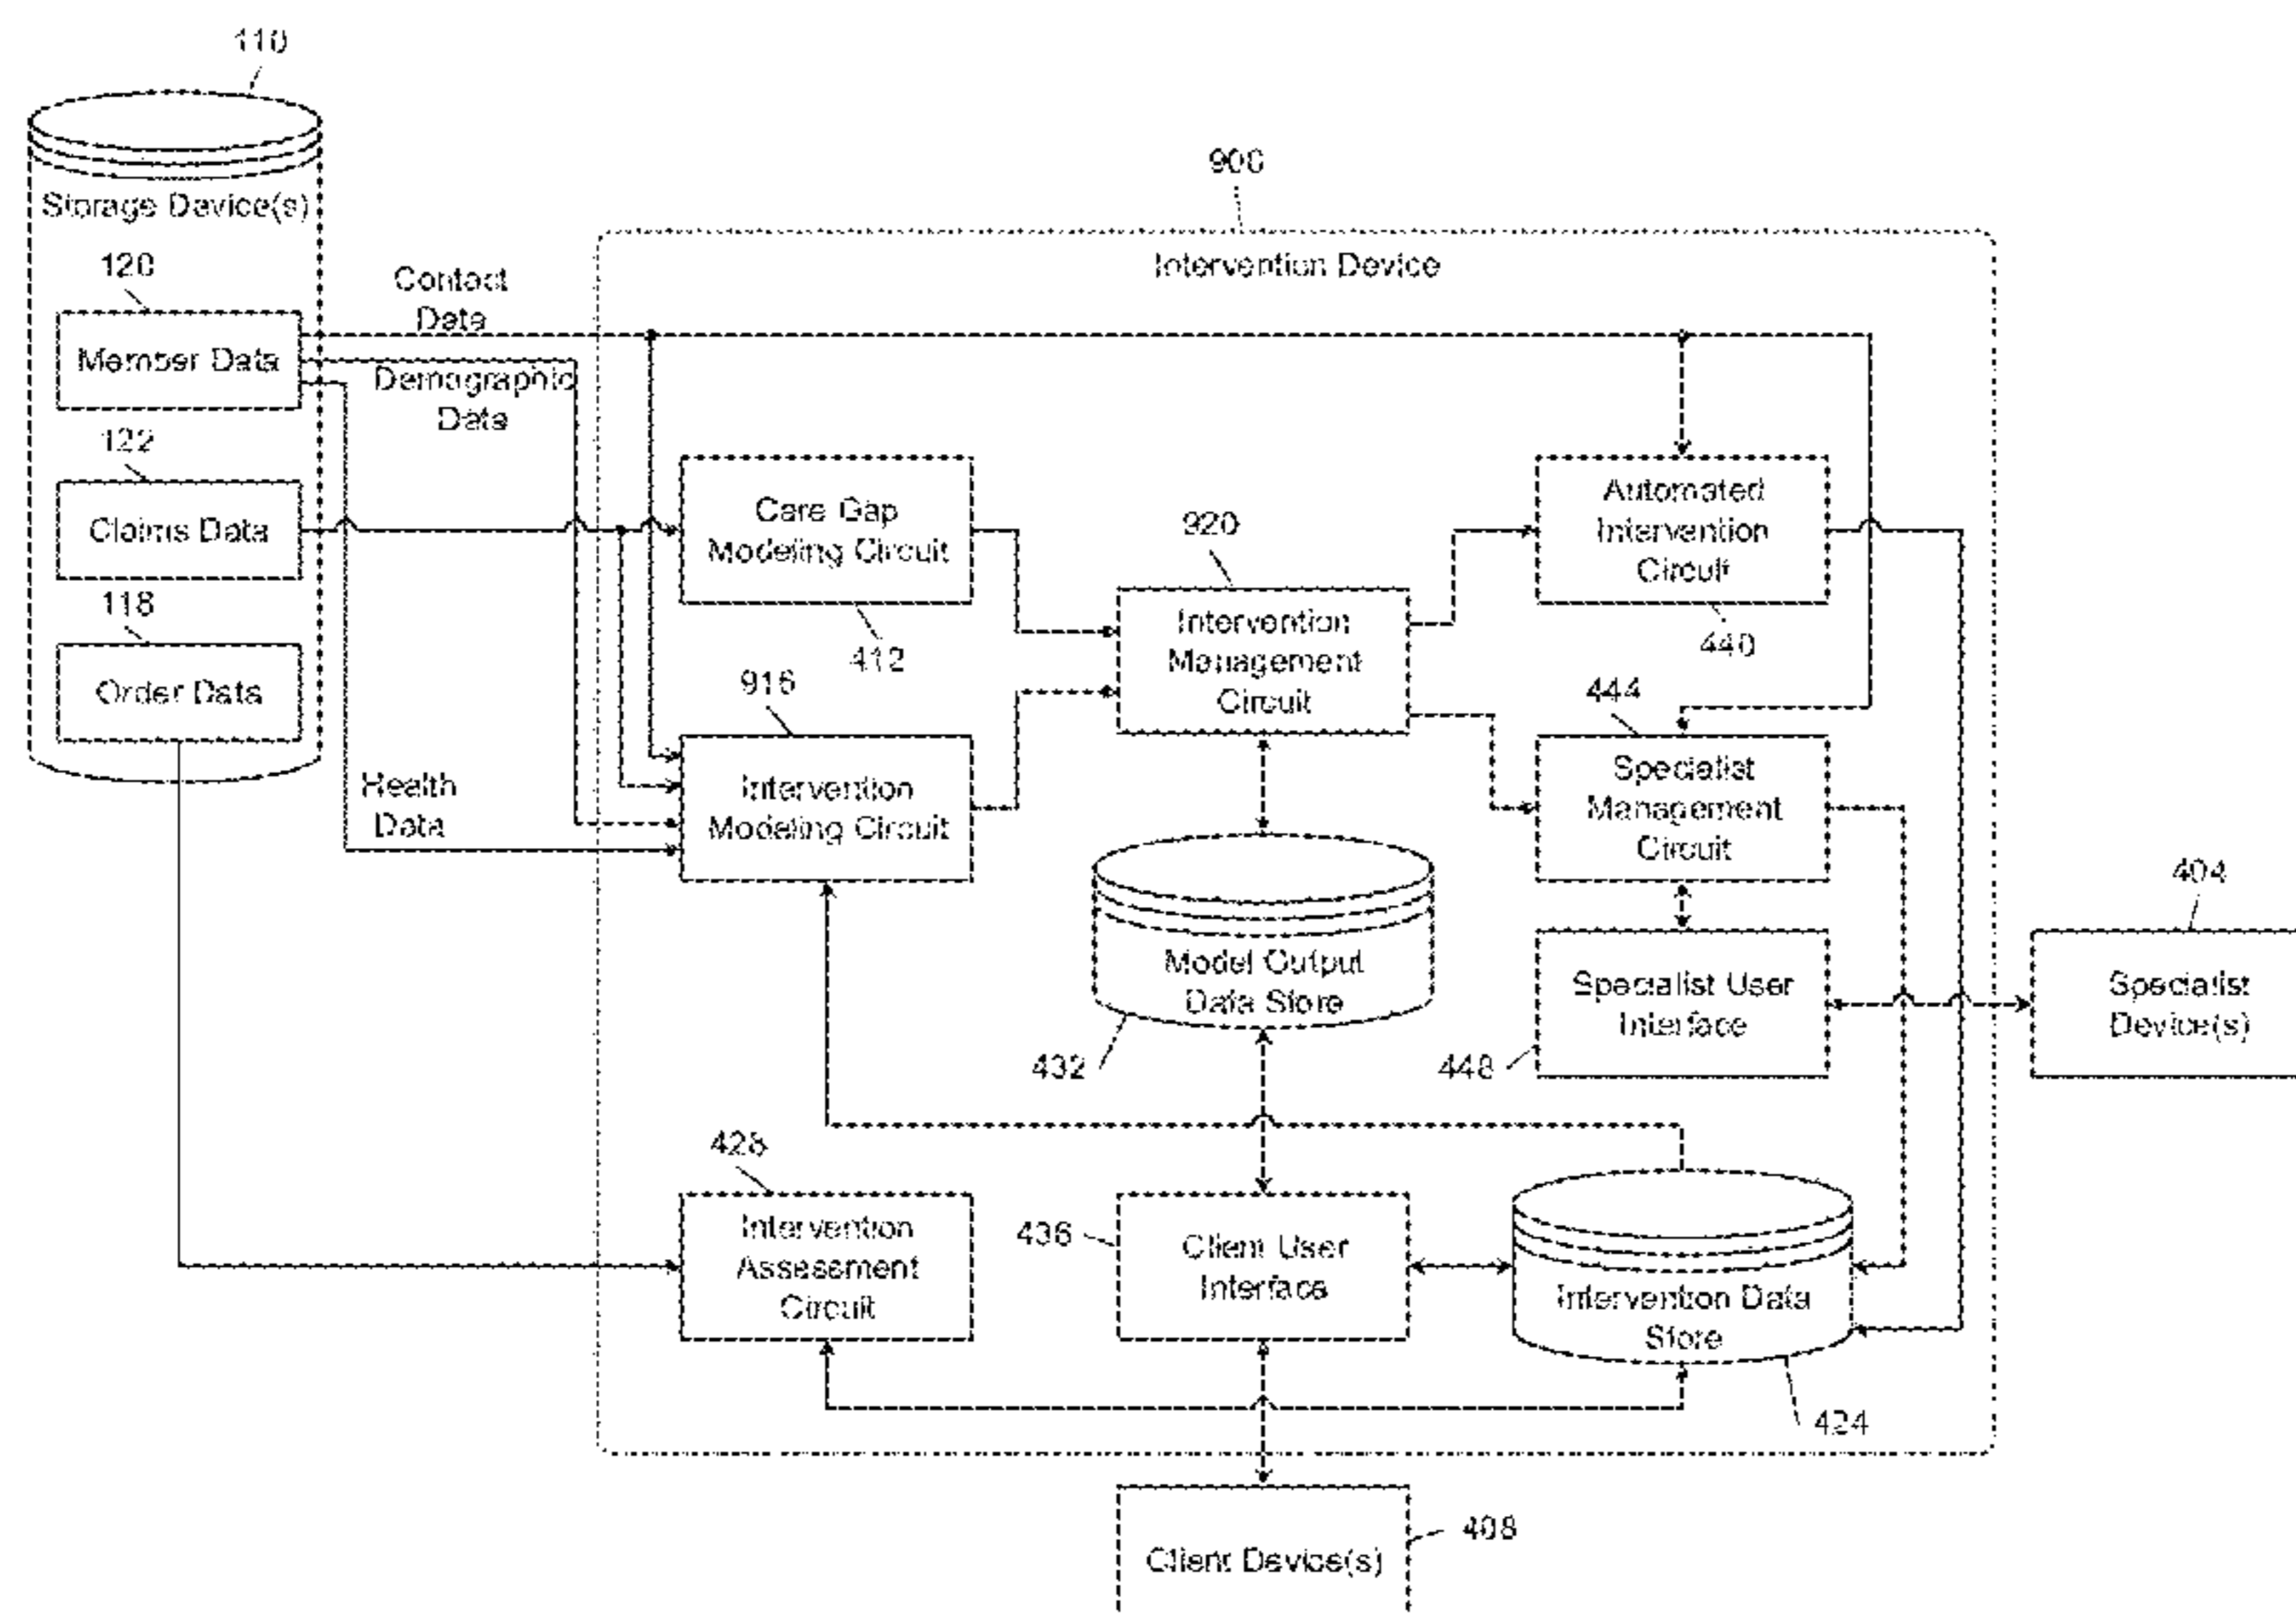 110
Storage Device(s)
120
Member Data
122
Claims Data
118
Order Data
Contact
Data
Demographic
Data
Health
Data
900
Intervention Device
Care Gap
Modeling Circuit
412
916
Intervention
Modeling Circuit
920
Intervention
Management
Circuit
Automated
Intervention
Circuit
440
444
Specialist
Management
Circuit
Model Output
Data Store
432
Specialist User
Interface
448
404
Specialist
Device(s)
428
Intervention
Assessment
Circuit
436
Client User
Interface
Intervention Data
Store
424
Client Device(s)
408